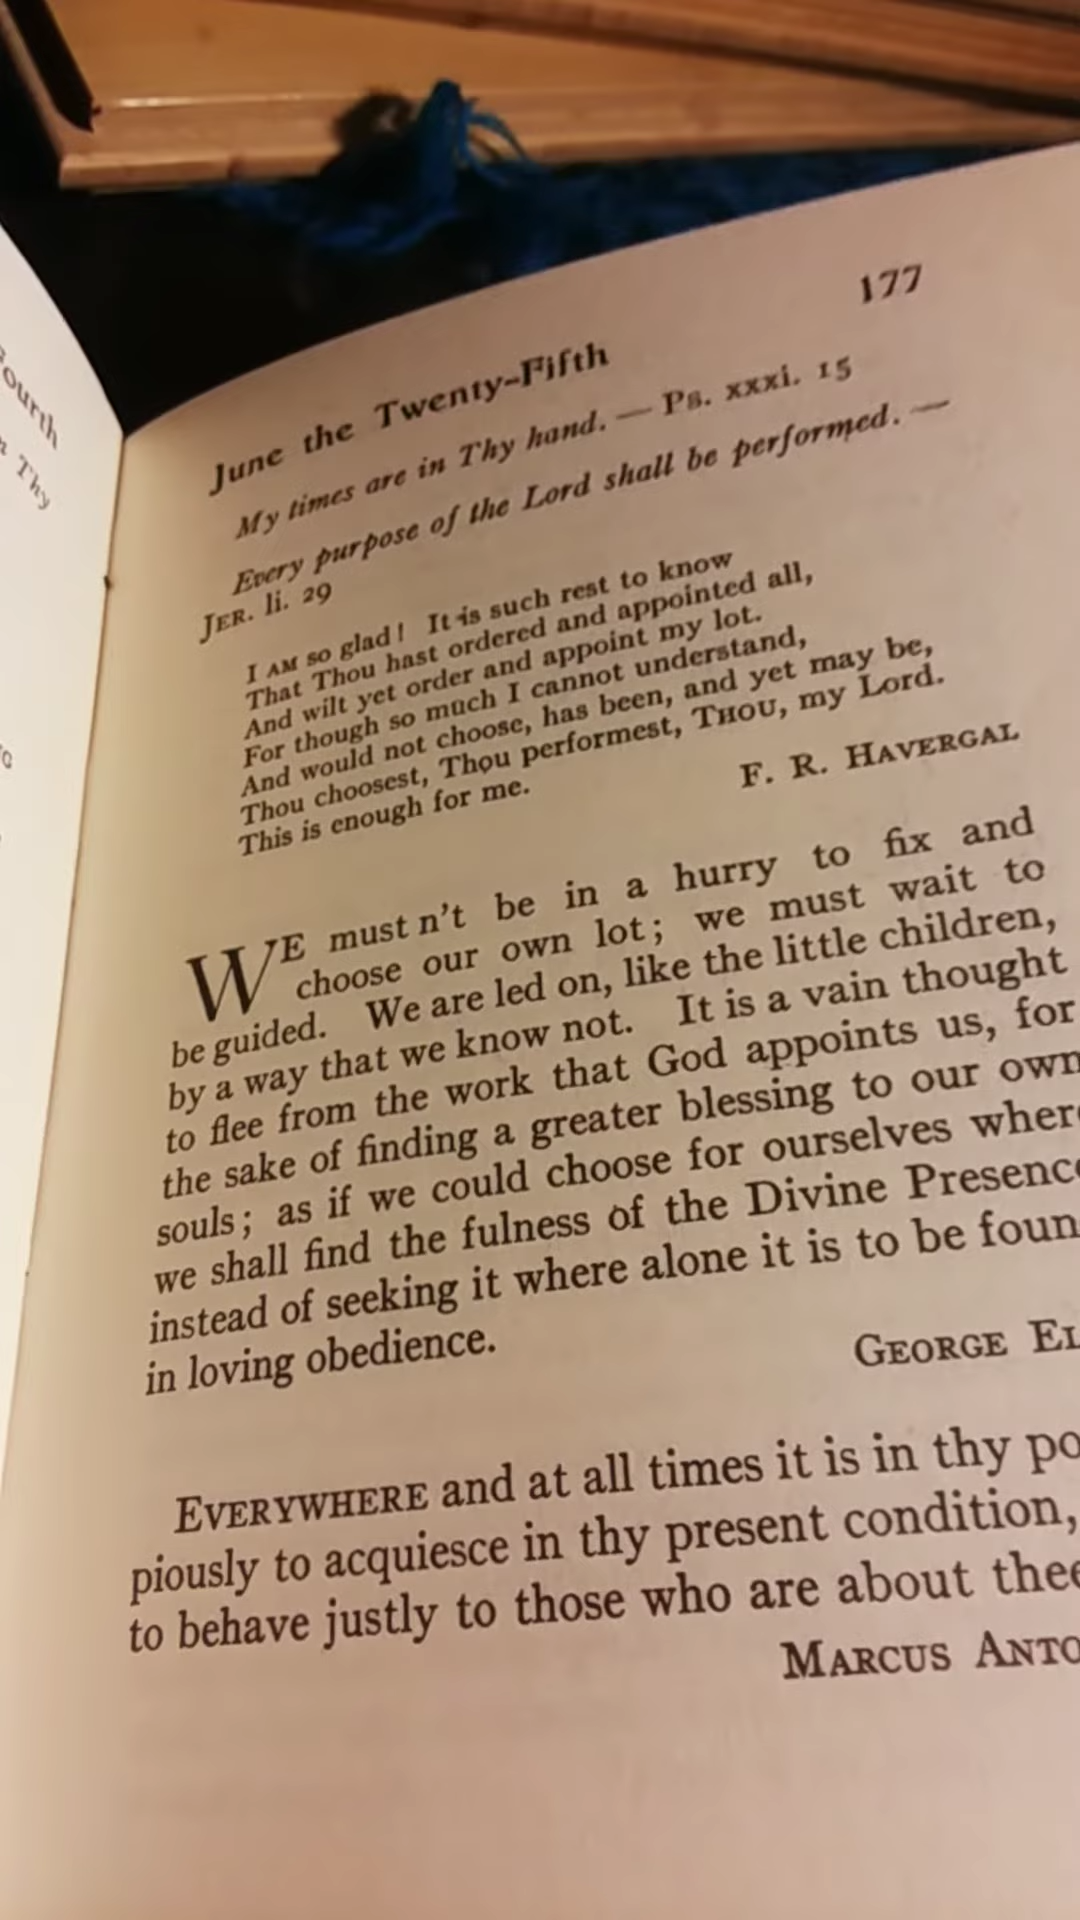 ourth
Thy
177
June the Twenty-Fifth
My times are in Thy hand. — Ps. xxxi. 15
Every purpose of the Lord shall be performed. —
JER. li. 29
I AM so glad! It is such rest to know
That Thou hast ordered and appointed all,
And wilt yet order and appoint my lot.
For though so much I cannot understand,
And would not choose, has been, and yet may be,
Thou choosest, Thou performest, THOU, my Lord.
This is enough for me.
F. R. HAVERGAL
WE must n't be in a hurry to fix and
choose our own lot; we must wait to
be guided. We are led on, like the little children,
by a way that we know not. It is a vain thought
to flee from the work that God appoints us, for
the sake of finding a greater blessing to our own
souls; as if we could choose for ourselves where
we shall find the fulness of the Divine Presence
instead of seeking it where alone it is to be foun
in loving obedience.
GEORGE EL
EVERYWHERE and at all times it is in thy po
piously to acquiesce in thy present condition,
to behave justly to those who are about thee
MARCUS ANTO